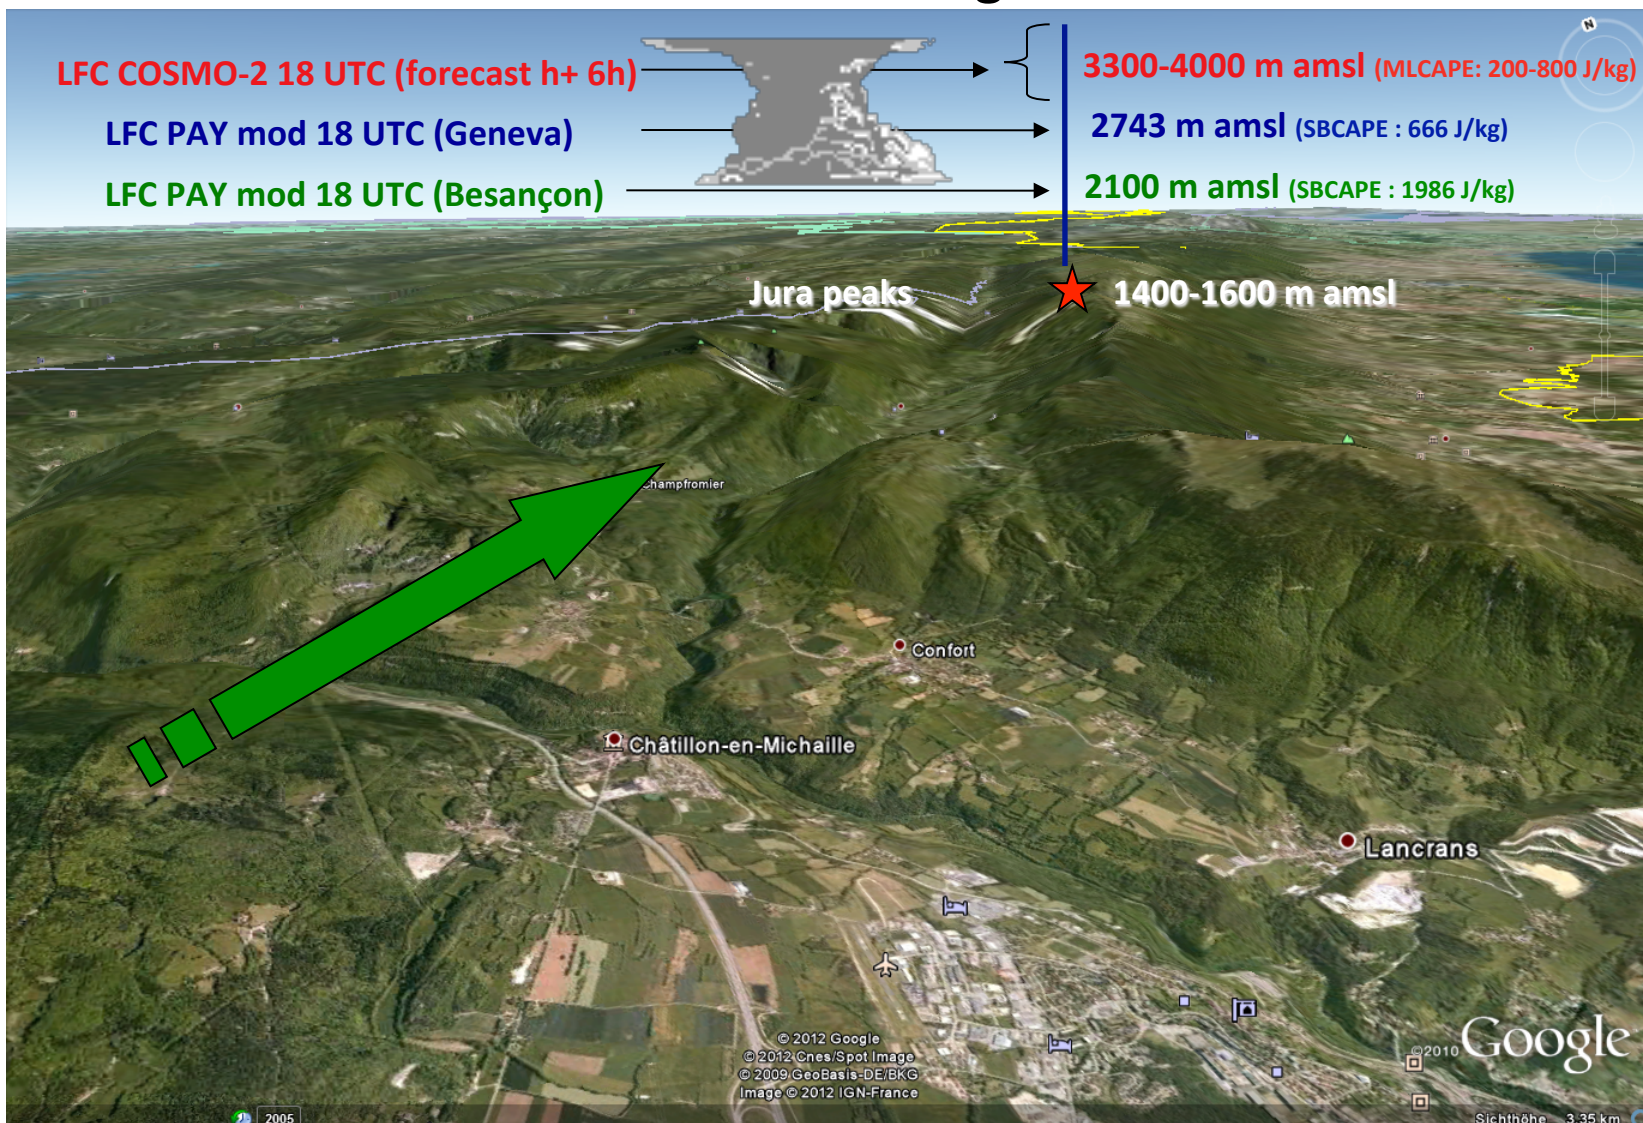 LFC COSMO-2 18 UTC (forecast h+ 6h)
3300-4000 m amsl (MLCAPE: 200-800 J/kg)
LFC PAY mod 18 UTC (Geneva)
2743 m amsl (SBCAPE : 666 J/kg)
LFC PAY mod 18 UTC (Besançon)
2100 m amsl (SBCAPE : 1986 J/kg)
N
Jura peaks
1400-1600 m amsl
Champfromier
Confort
Châtillon-en-Michaille
Lancrans
© 2012 Google
© 2012 Cnes/Spot Image
© 2009 GeoBasis-DE/BKG
Image © 2012 IGN-France
©2010 Google
2005
Sichthöhe 3.35 km